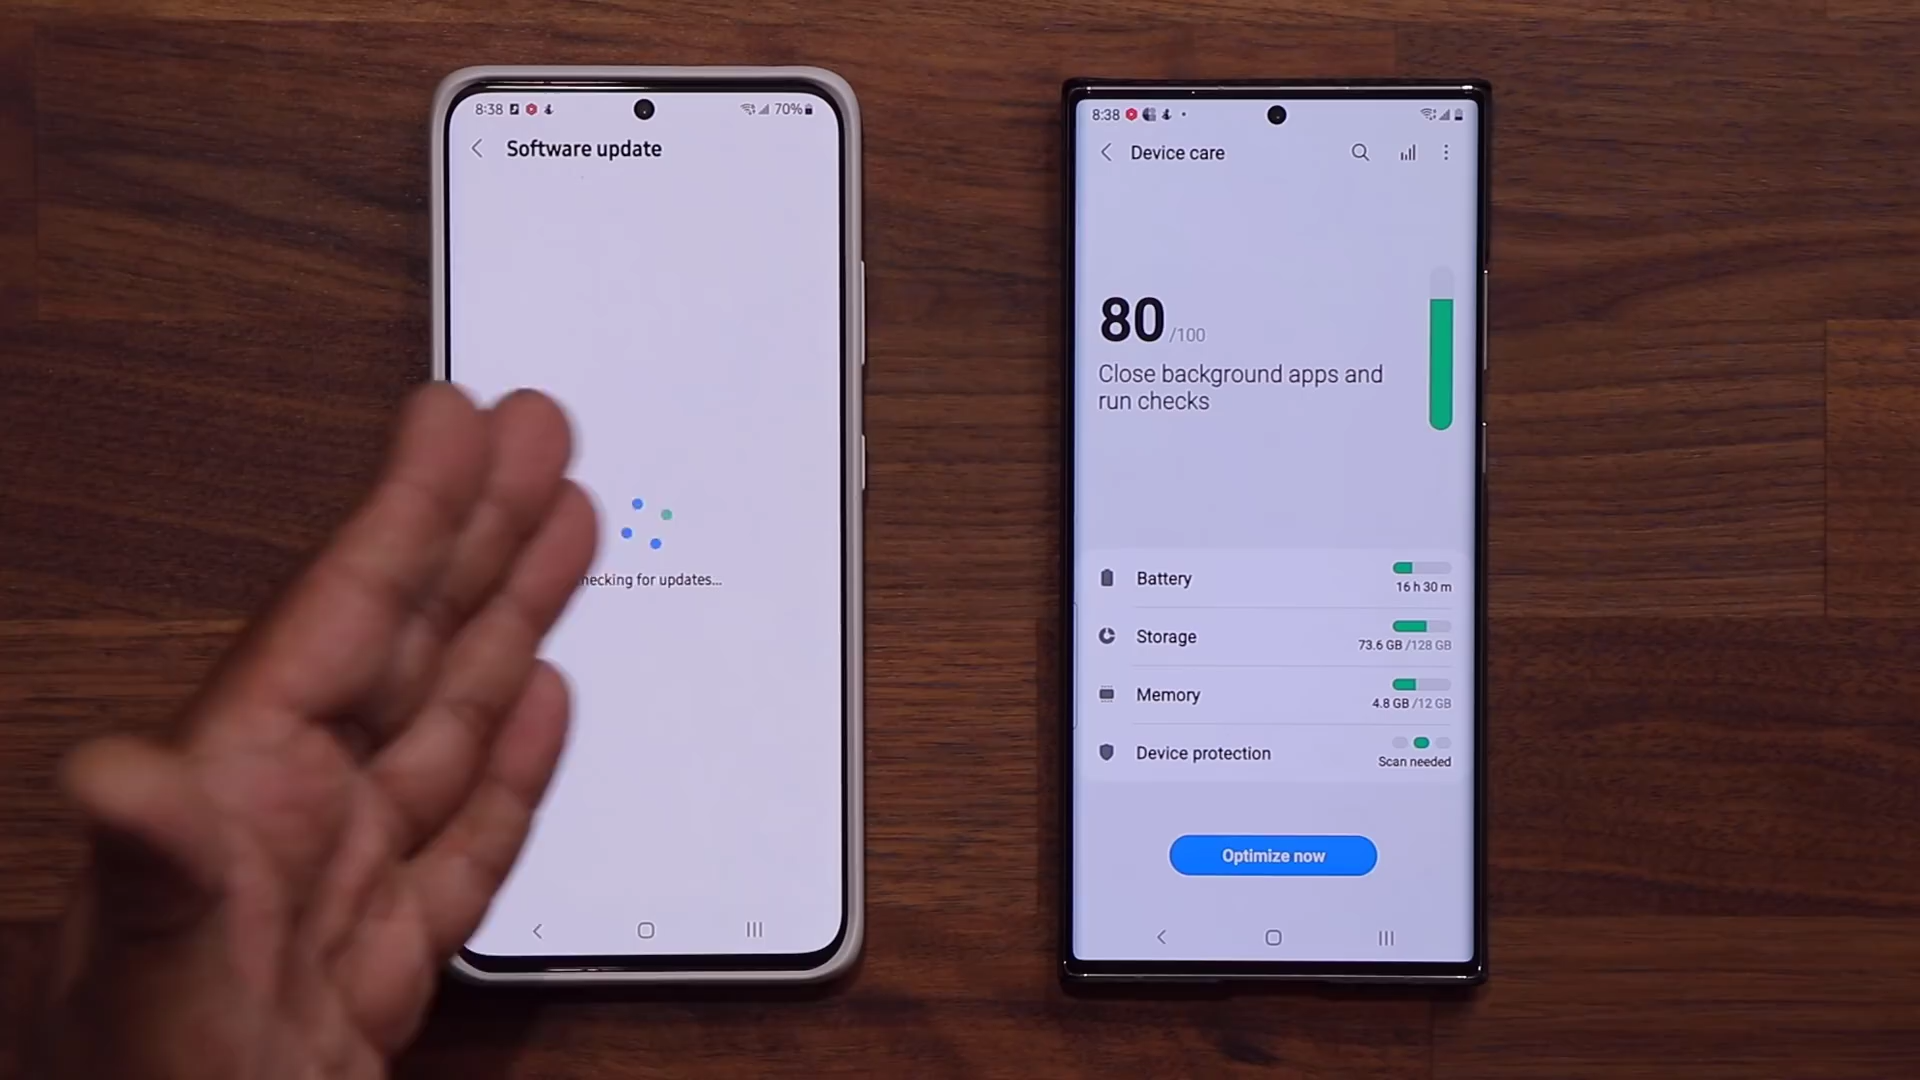 8:38
70%
Software update
hecking for updates...
8:38
Device care
80 /100
Close background apps and
run checks
Battery
16 h 30 m
Storage
73.6 GB /128 GB
Memory
4.8 GB /12 GB
Device protection
Scan needed
Optimize now